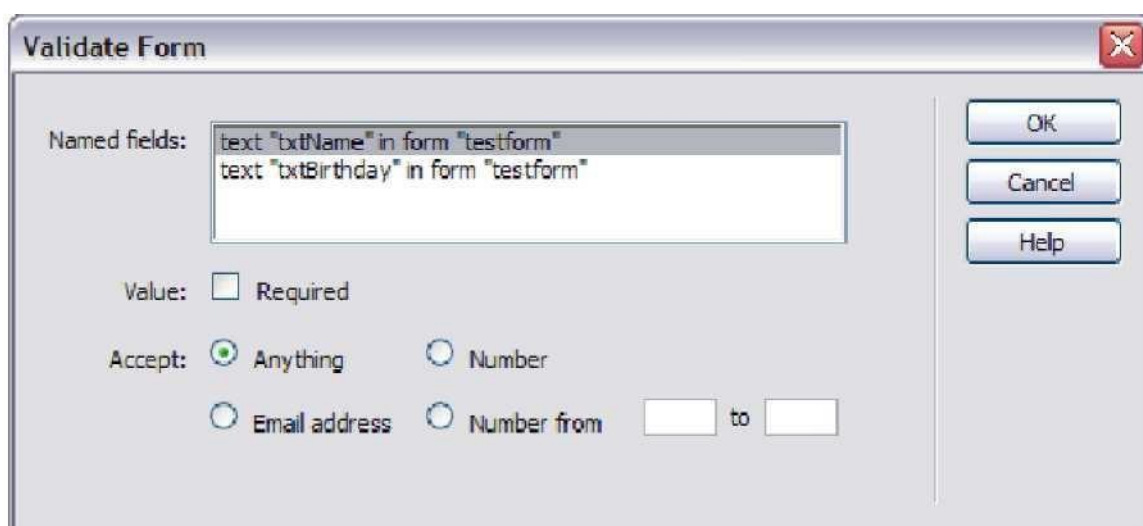 Validate Form
Named fields:
text "txtName" in form "testform"
text "txtBirthday" in form "testform"
OK
Cancel
Help
Value: Required
Accept: Anything Number
Email address Number from to